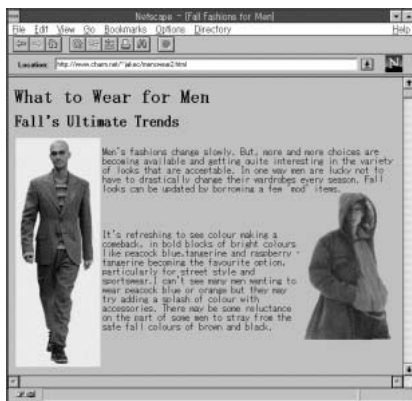 Netscape - [Fall Fashions for Men]
File Edit View Go Bookmarks Options Directory Help
Location: http://www.charm.net/~jakec/menswear2.html
What to Wear for Men
Fall's Ultimate Trends
Men's fashions change slowly. But, more and more choices are
becoming available and getting quite interesting in the variety
of looks that are acceptable. In one way men are lucky not to
have to drastically change their wardrobes every season. Fall
looks can be updated by borrowing a few 'mod' items.
It's refreshing to see colour making a
comeback, in bold blocks of bright colours
like peacock blue,tangerine and raspberry -
tangerine becoming the favourite option,
particularly for street style and
sportswear.I can't see many men wanting to
wear peacock blue or orange but they may
try adding a splash of colour with
accessories. There may be some reluctance
on the part of some men to stray from the
safe fall colours of brown and black.